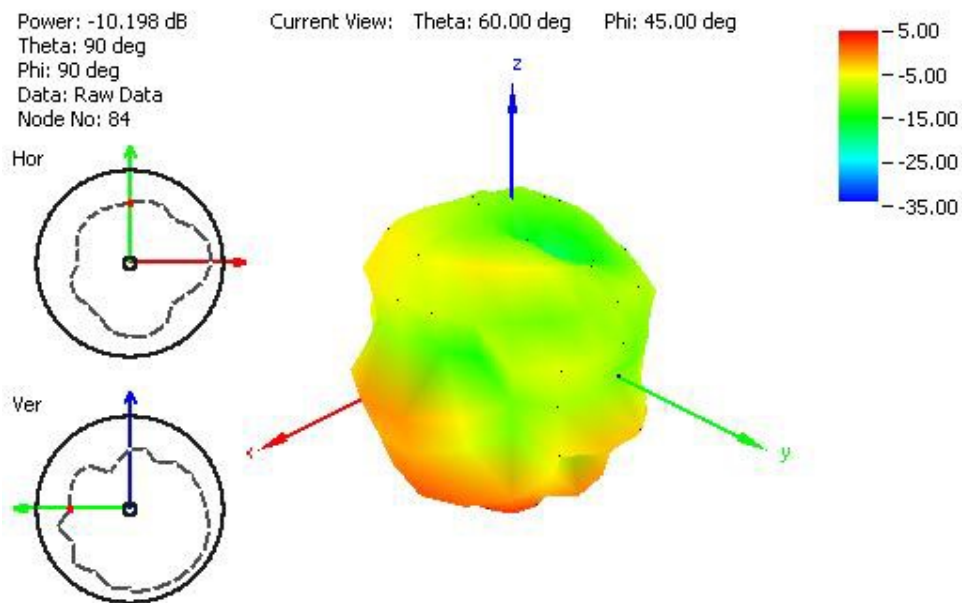 Power: -10.198 dB
Theta: 90 deg
Phi: 90 deg
Data: Raw Data
Node No: 84
Current View: Theta: 60.00 deg Phi: 45.00 deg
5.00
-5.00
-15.00
-25.00
-35.00
z
Hor
Ver
x
y